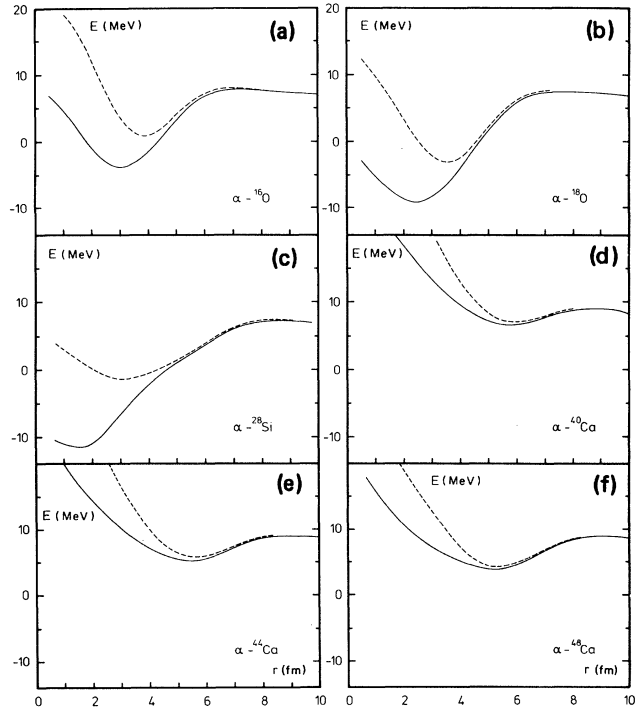 20
E (MeV)
(a)
10
0
-10
α - ¹⁶O
E (MeV)
(b)
20
10
0
-10
α - ¹⁸O
E (MeV)
(c)
10
0
-10
α - ²⁸Si
E (MeV)
(d)
10
0
-10
α - ⁴⁰Ca
(e)
E (MeV)
10
0
-10
α - ⁴⁴Ca
r (fm)
0 2 4 6 8 10
E (MeV)
(f)
10
0
-10
α - ⁴⁸Ca
r (fm)
0 2 4 6 8 10